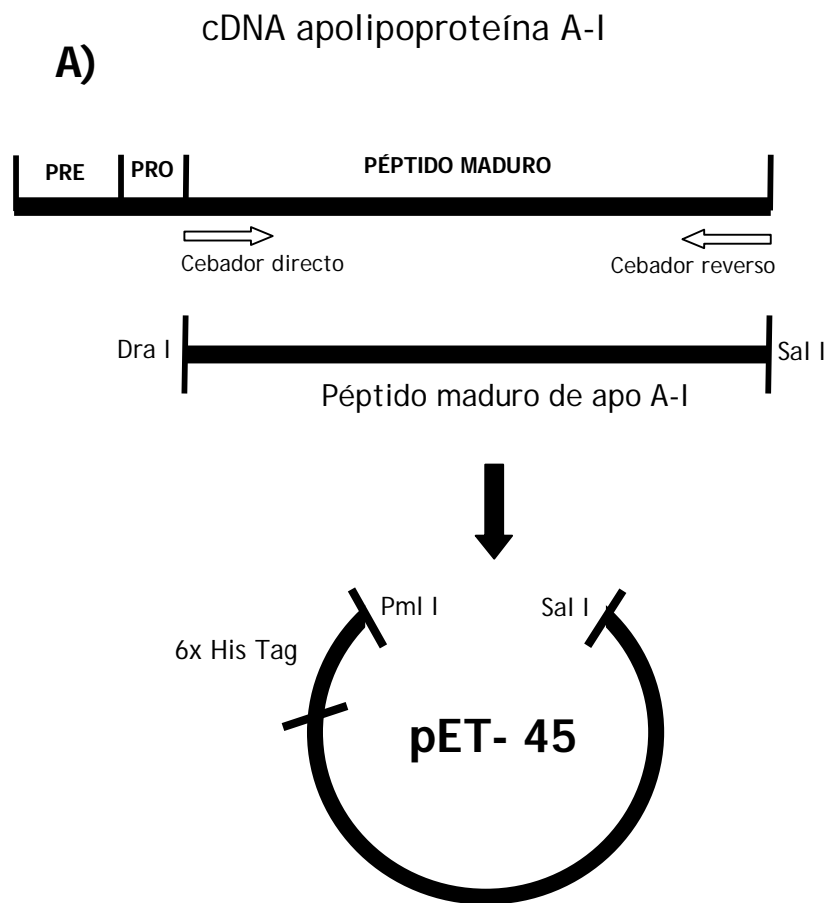 cDNA apolipoproteína A-I
A)
PRE
PRO
PÉPTIDO MADURO
Cebador directo
Cebador reverso
Dra I
Sal I
Péptido maduro de apo A-I
Pml I
Sal I
6x His Tag
pET- 45